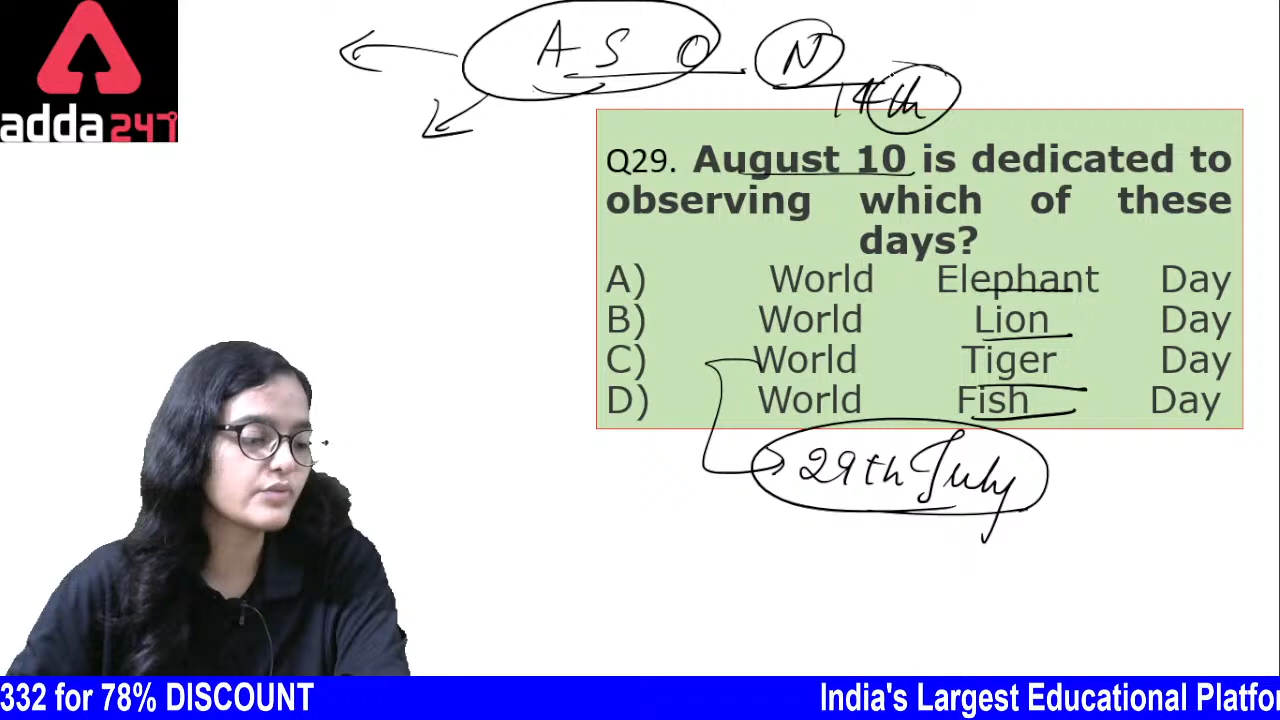 A S O N
14th
adda247
Q29. August 10 is dedicated to
observing which of these
days?
A) World Elephant Day
B) World Lion Day
C) World Tiger Day
D) World Fish Day
29th July
332 for 78% DISCOUNT
India's Largest Educational Platfor